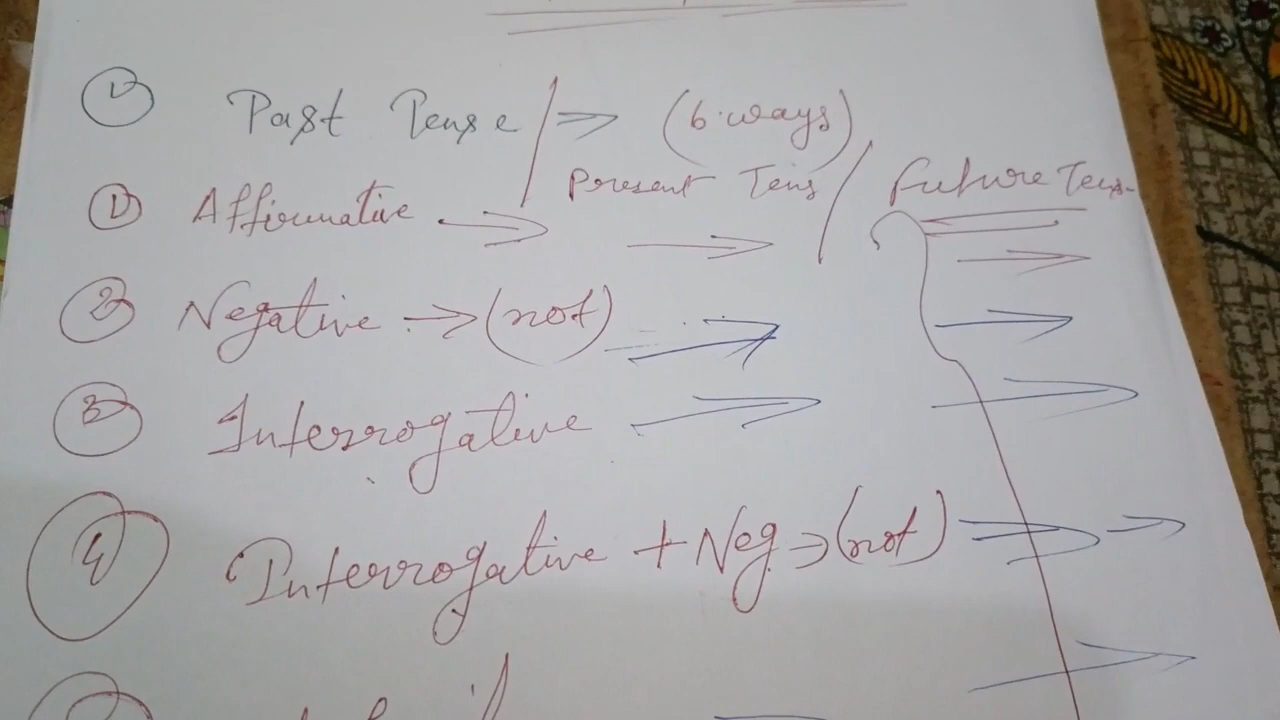 ① Past Tense / → (6 ways)
Present Tens / Future Tens
① Affirmative →
② Negative → (not)
③ Interrogative
④ Interrogative + Neg → (not)